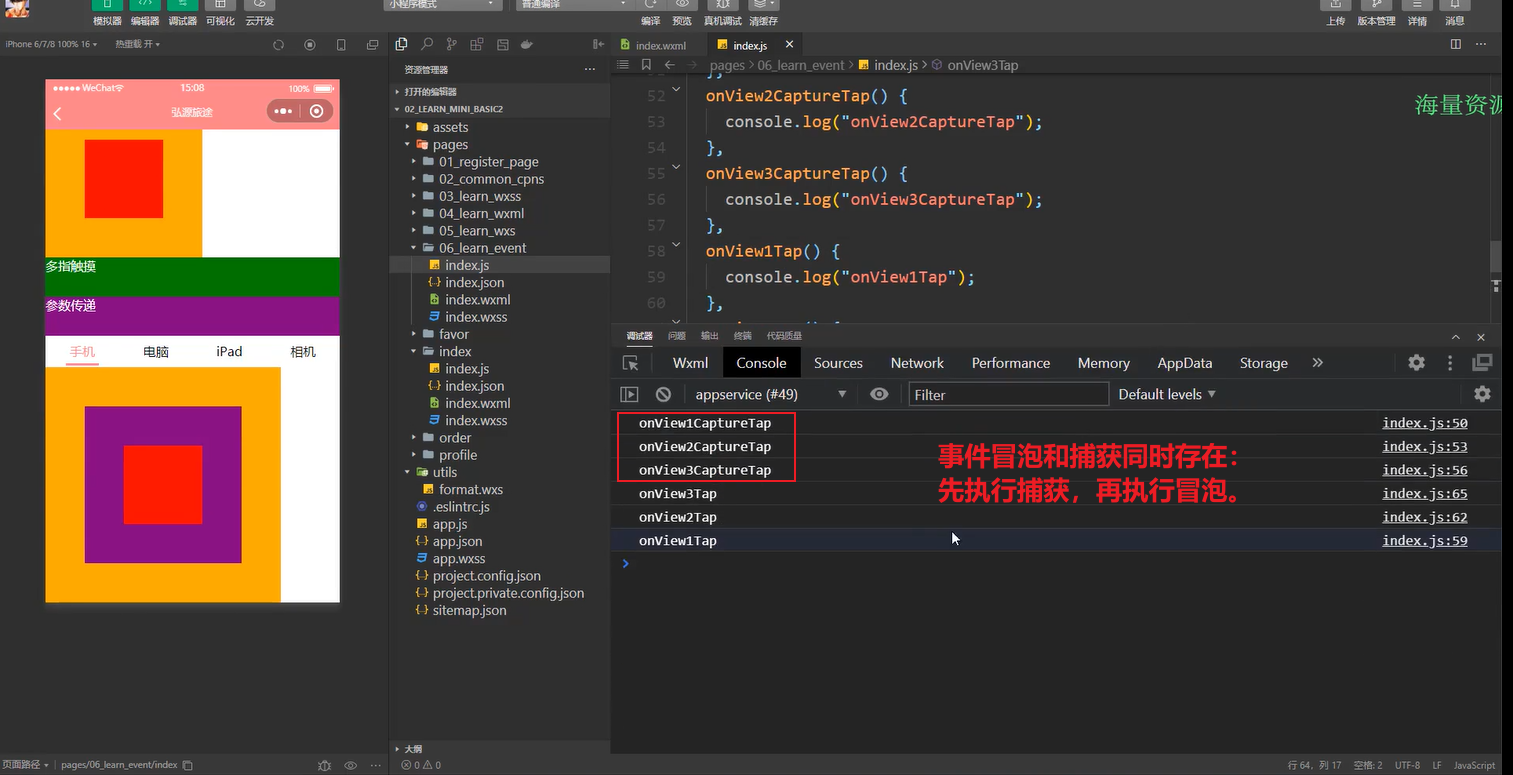 小程序模式
普通编译
模拟器 编辑器 调试器 可视化 云开发
编译 预览 真机调试 清缓存
上传 版本管理 详情 消息
iPhone 6/7/8 100% 16
热重载 开
WeChat
15:08
100%
弘源旅途
多指触摸
参数传递
手机 电脑 iPad 相机
资源管理器
打开的编辑器
02_LEARN_MINI_BASIC2
assets
pages
01_register_page
02_common_cpns
03_learn_wxss
04_learn_wxml
05_learn_wxs
06_learn_event
index.js
index.json
index.wxml
index.wxss
favor
index
index.js
index.json
index.wxml
index.wxss
order
profile
utils
format.wxs
.eslintrc.js
app.js
app.json
app.wxss
project.config.json
project.private.config.json
sitemap.json
大纲
index.wxml
index.js
pages > 06_learn_event > index.js > onView3Tap
海量资源
52 onView2CaptureTap() {
53 console.log("onView2CaptureTap");
54 },
55 onView3CaptureTap() {
56 console.log("onView3CaptureTap");
57 },
58 onView1Tap() {
59 console.log("onView1Tap");
60 },
调试器 问题 输出 终端 代码质量
Wxml Console Sources Network Performance Memory AppData Storage
appservice (#49)
Filter
Default levels
onView1CaptureTap index.js:50
onView2CaptureTap index.js:53
onView3CaptureTap index.js:56
onView3Tap index.js:65
onView2Tap index.js:62
onView1Tap index.js:59
事件冒泡和捕获同时存在：
先执行捕获，再执行冒泡。
页面路径
pages/06_learn_event/index
0 0
行 64，列 17 空格: 2 UTF-8 LF JavaScript